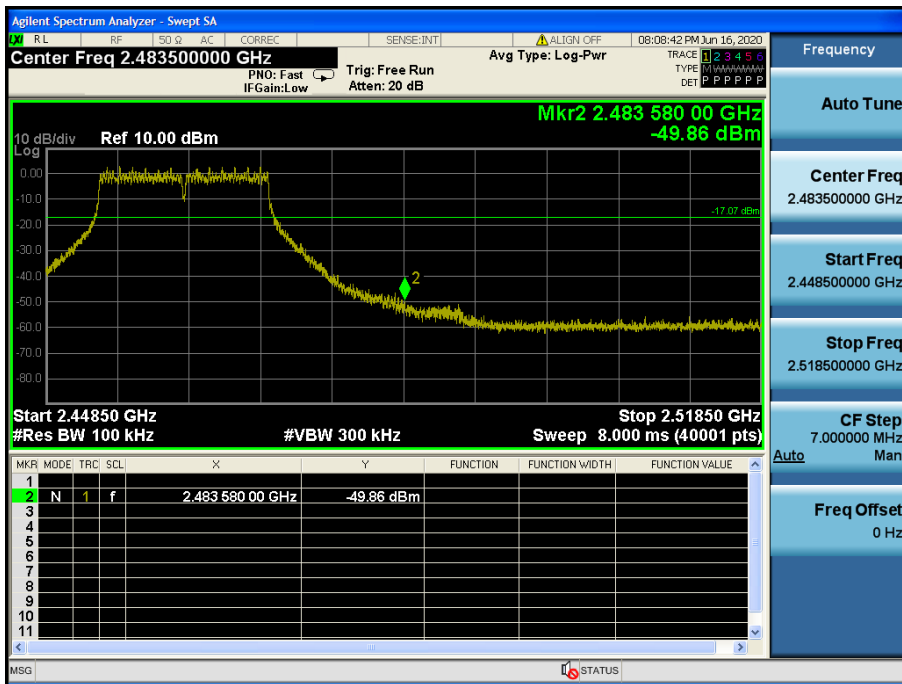 Agilent Spectrum Analyzer - Swept SA
LXI RL RF 50 Ω AC CORREC SENSE:INT ALIGN OFF 08:08:42 PM Jun 16, 2020
Center Freq 2.483500000 GHz
PNO: Fast
IFGain:Low
Trig: Free Run
Atten: 20 dB
Avg Type: Log-Pwr
TRACE 1 2 3 4 5 6
TYPE M WWWWW
DET P P P P P P
Mkr2 2.483 580 00 GHz
-49.86 dBm
10 dB/div Ref 10.00 dBm
Log
0.00
-10.0
-17.07 dBm
-20.0
-30.0
-40.0
2
-50.0
-60.0
-70.0
-80.0
Start 2.44850 GHz Stop 2.51850 GHz
#Res BW 100 kHz #VBW 300 kHz Sweep 8.000 ms (40001 pts)
MKR MODE TRC SCL X Y FUNCTION FUNCTION WIDTH FUNCTION VALUE
1
2 N 1 f 2.483 580 00 GHz -49.86 dBm
3
4
5
6
7
8
9
10
11
MSG STATUS
Frequency
Auto Tune
Center Freq
2.483500000 GHz
Start Freq
2.448500000 GHz
Stop Freq
2.518500000 GHz
CF Step
7.000000 MHz
Auto Man
Freq Offset
0 Hz